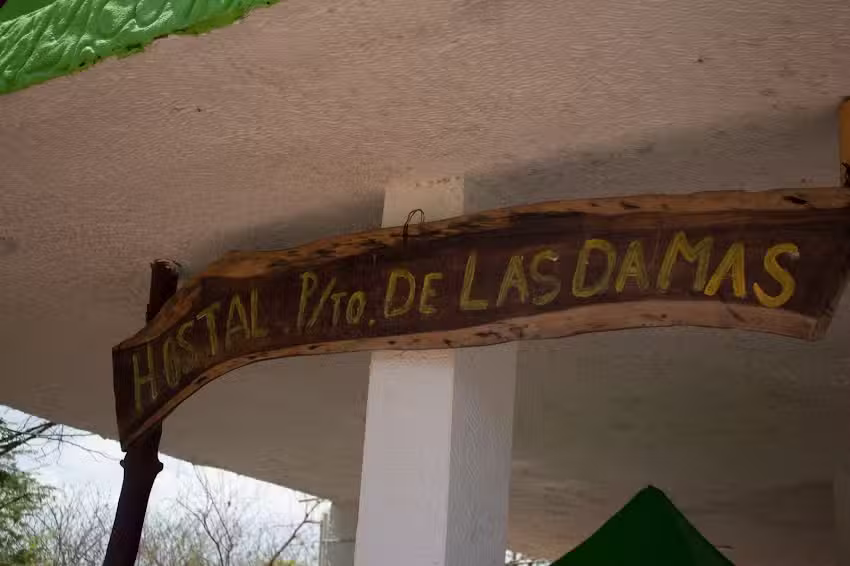 HOSTAL P/TO. DE LAS DAMAS